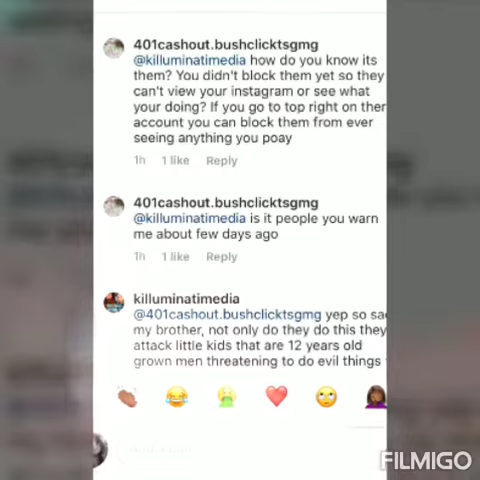 401cashout.bushclicktsgmg
@killuminatimedia how do you know its
them? You didn't block them yet so they
can't view your instagram or see what
your doing? If you go to top right on ther
account you can block them from ever
seeing anything you poay
1h 1 like Reply
401cashout.bushclicktsgmg
@killuminatimedia is it people you warn
me about few days ago
1h 1 like Reply
killuminatimedia
@401cashout.bushclicktsgmg yep so sa
my brother, not only do they do this they
attack little kids that are 12 years old
grown men threatening to do evil things
FILMIGO